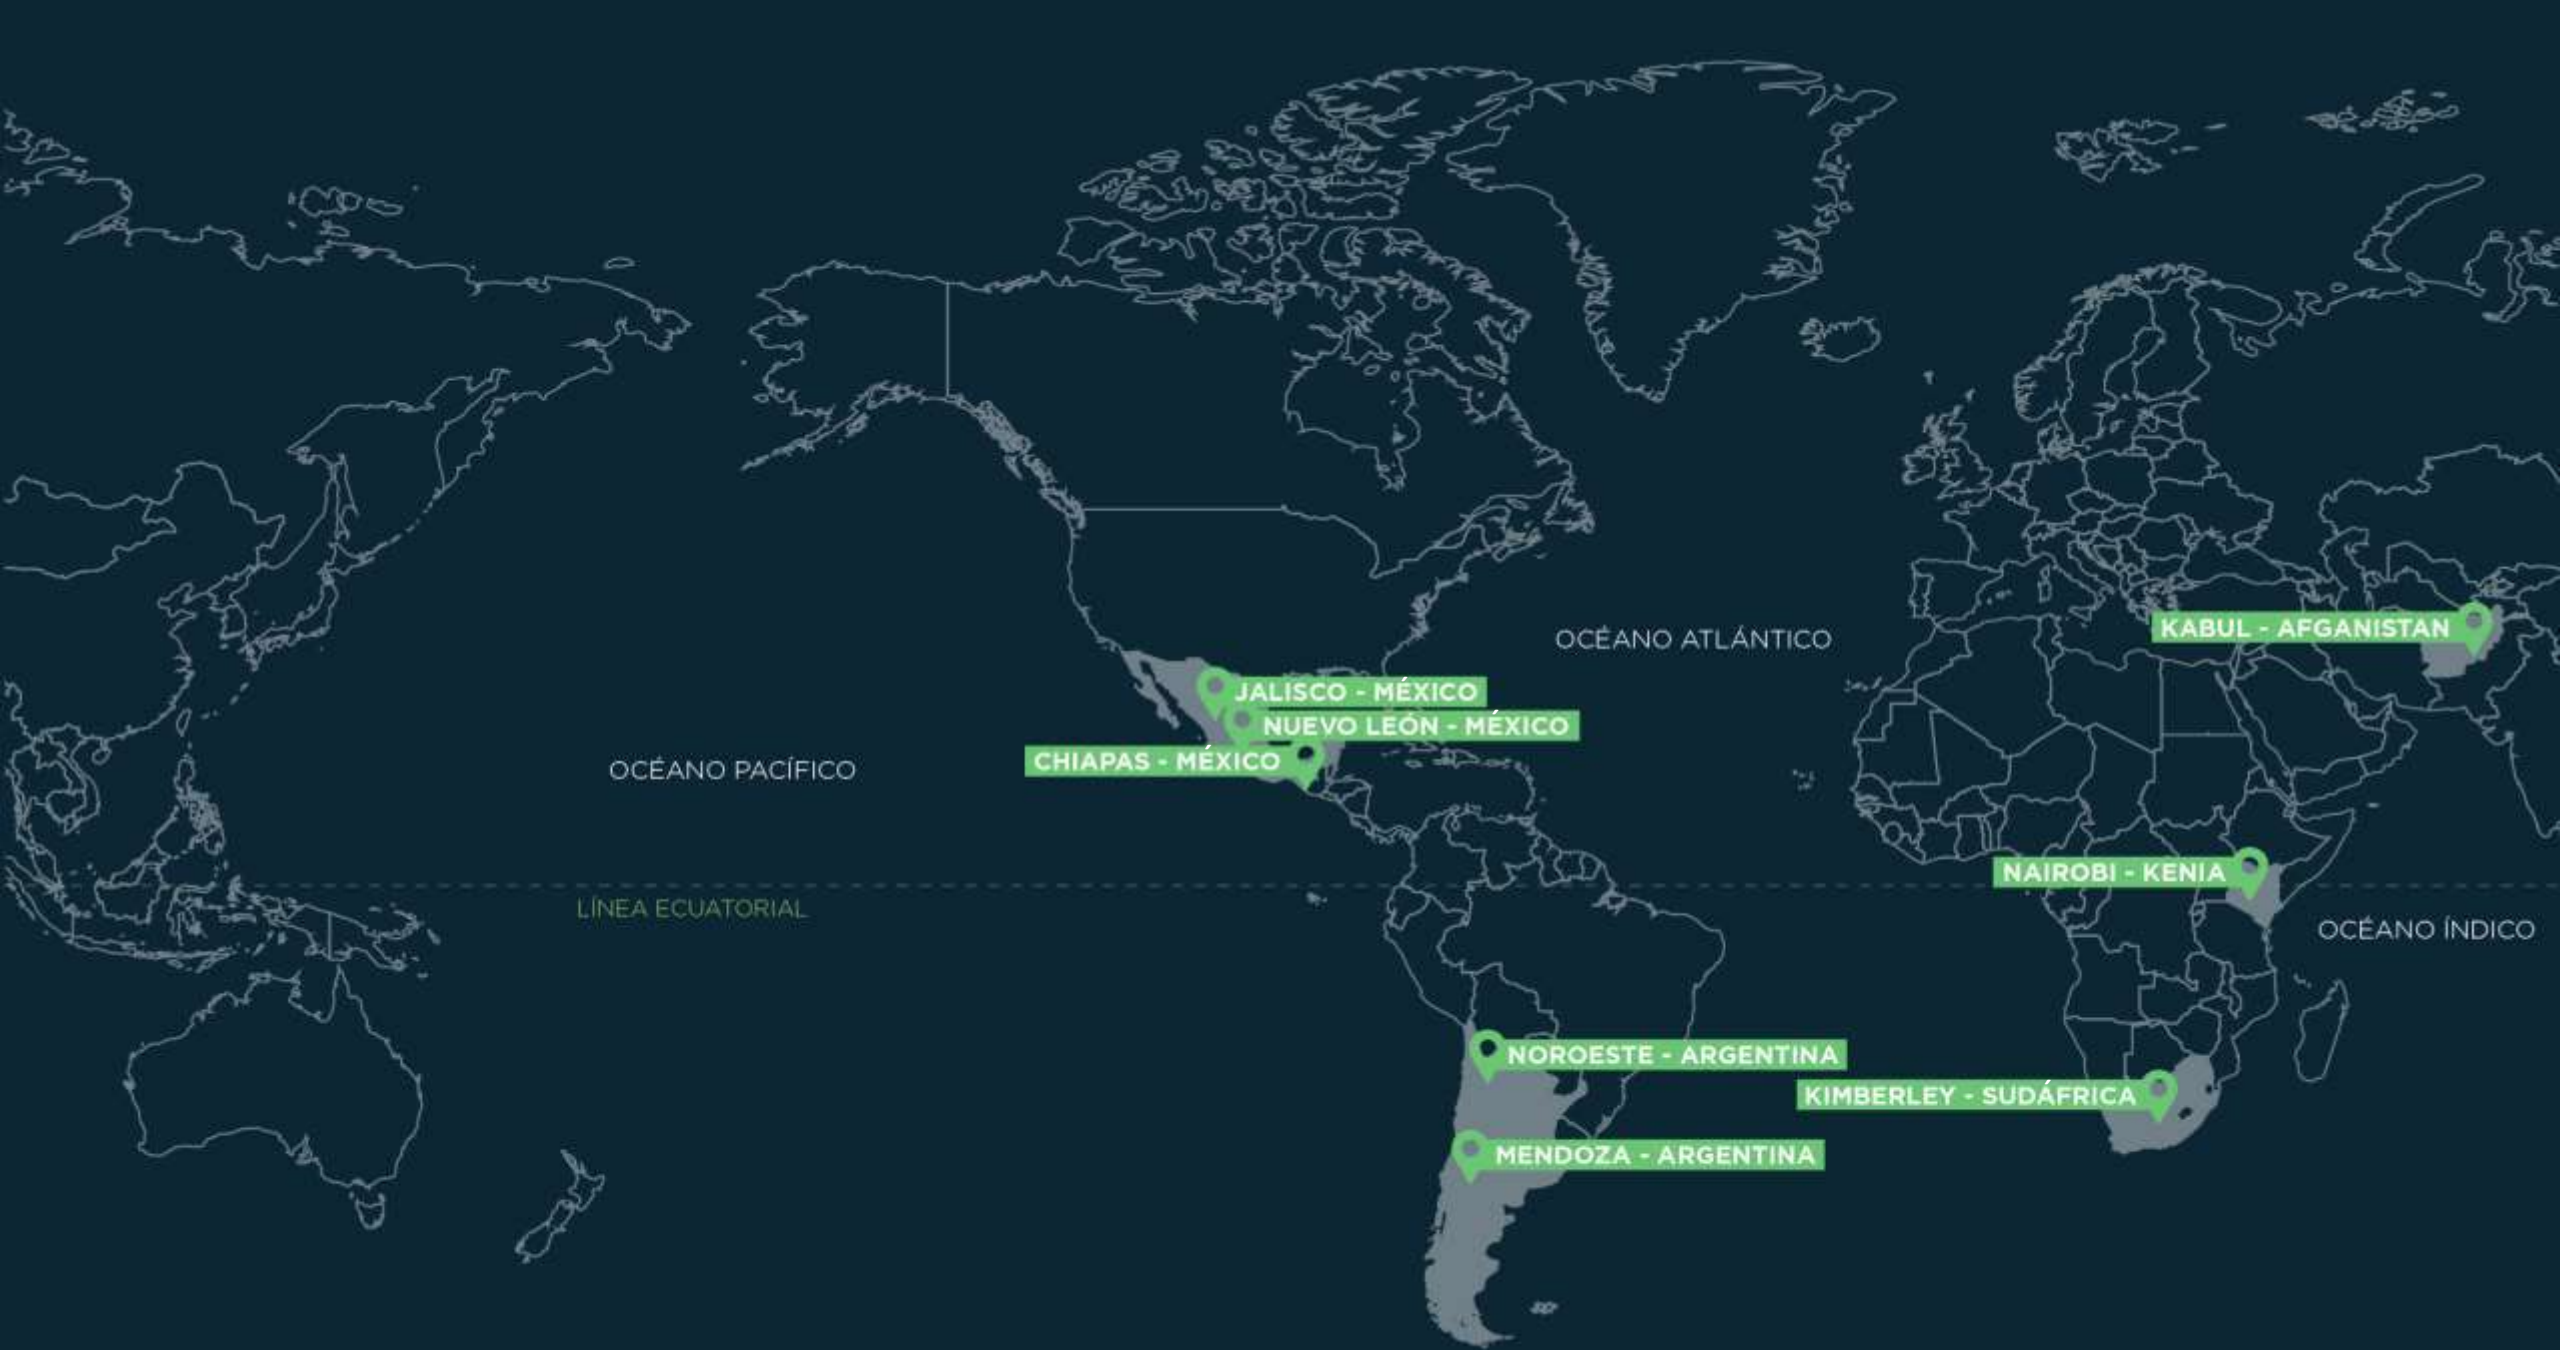 KABUL - AFGANISTAN
OCÉANO ATLÁNTICO
JALISCO - MÉXICO
NUEVO LEÓN - MÉXICO
CHIAPAS - MÉXICO
OCÉANO PACÍFICO
NAIROBI - KENIA
LÍNEA ECUATORIAL
OCÉANO ÍNDICO
NOROESTE - ARGENTINA
KIMBERLEY - SUDÁFRICA
MENDOZA - ARGENTINA